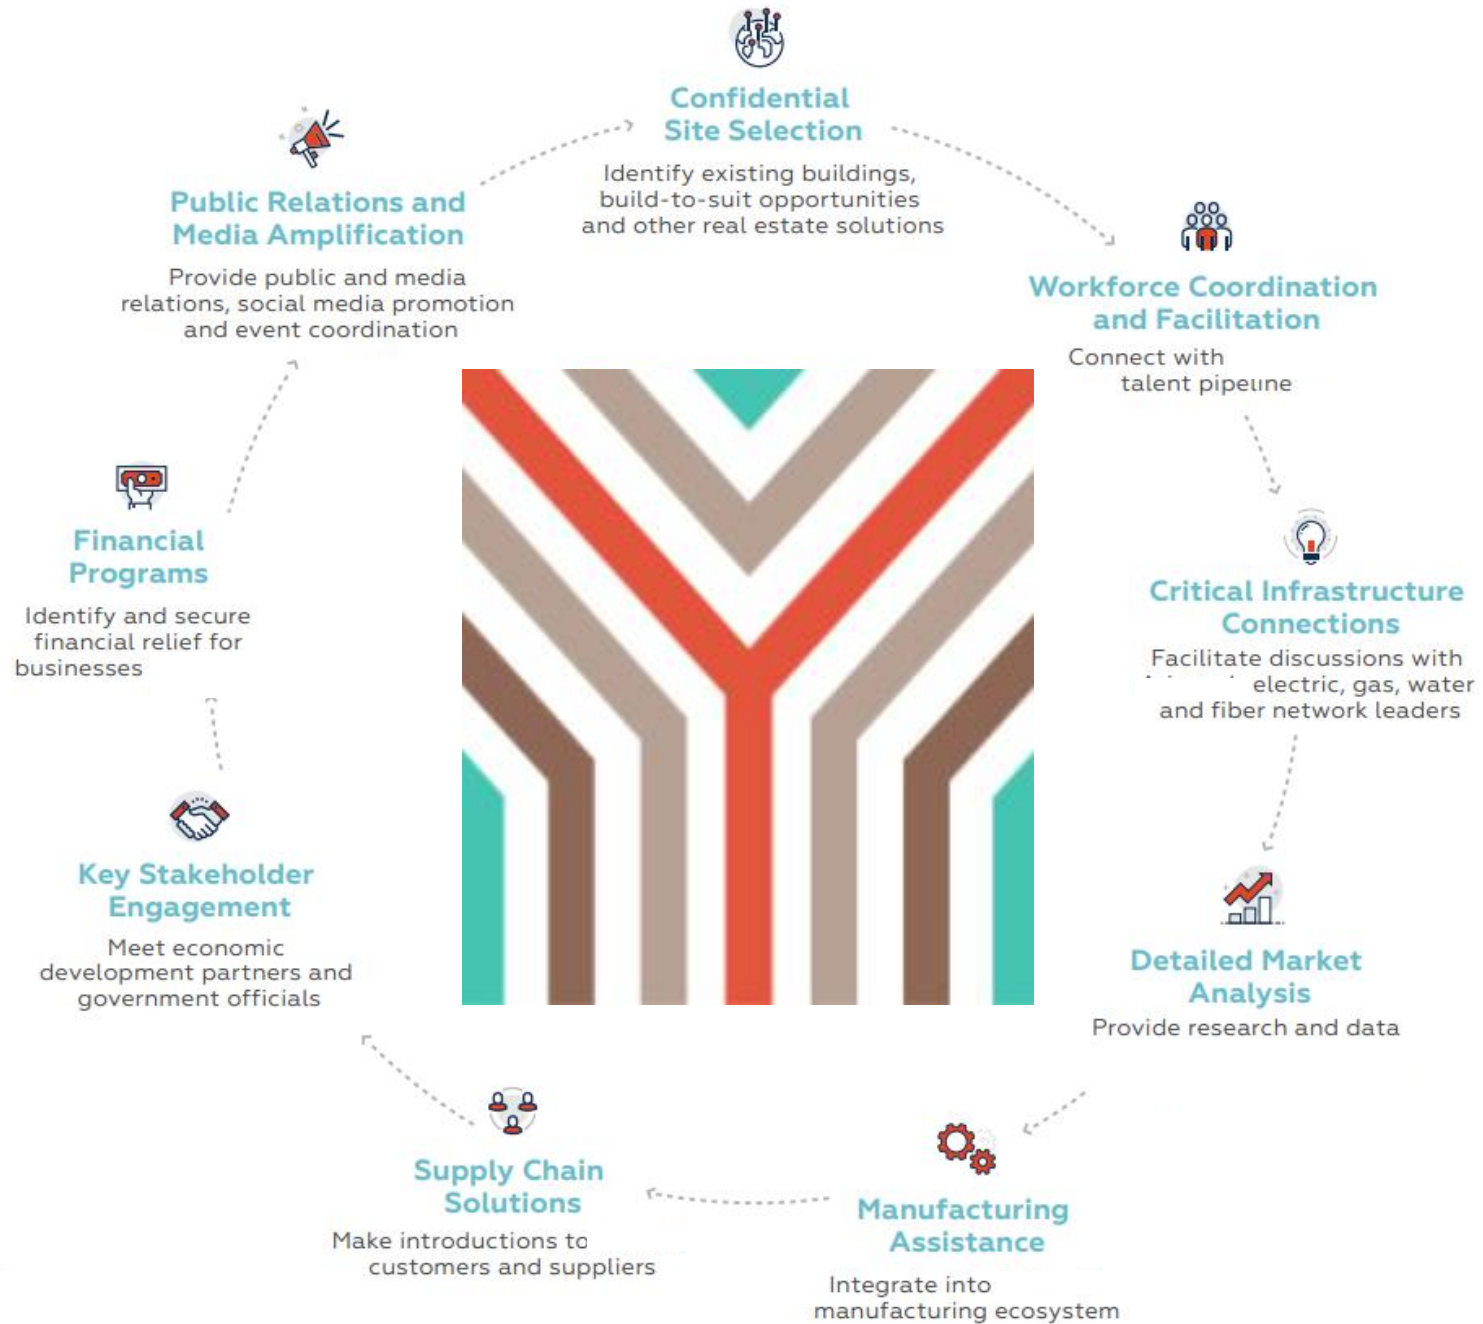 Confidential
Site Selection
Identify existing buildings,
build-to-suit opportunities
and other real estate solutions
Workforce Coordination
and Facilitation
Connect with
talent pipeline
Critical Infrastructure
Connections
Facilitate discussions with
electric, gas, water
and fiber network leaders
Detailed Market
Analysis
Provide research and data
Manufacturing
Assistance
Integrate into
manufacturing ecosystem
Supply Chain
Solutions
Make introductions to
customers and suppliers
Key Stakeholder
Engagement
Meet economic
development partners and
government officials
Financial
Programs
Identify and secure
financial relief for
businesses
Public Relations and
Media Amplification
Provide public and media
relations, social media promotion
and event coordination